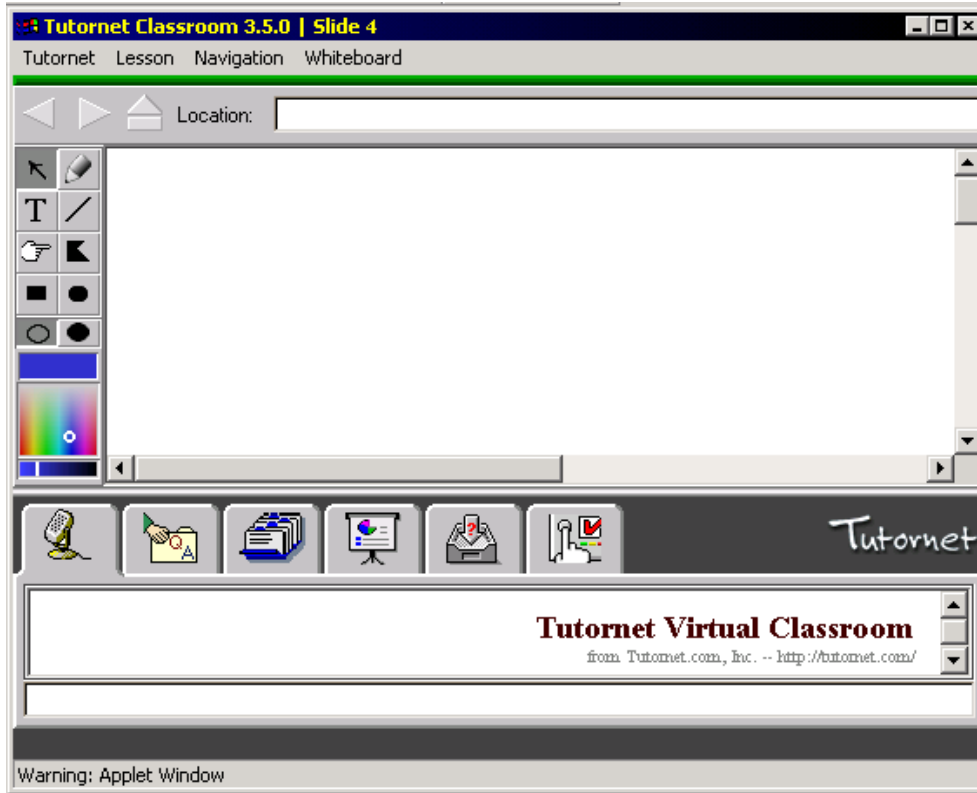 Tutornet Classroom 3.5.0 | Slide 4
Tutornet Lesson Navigation Whiteboard
Location:
T
Q
A
?
Tutornet
Tutornet Virtual Classroom
from Tutornet.com, Inc. -- http://tutornet.com/
Warning: Applet Window